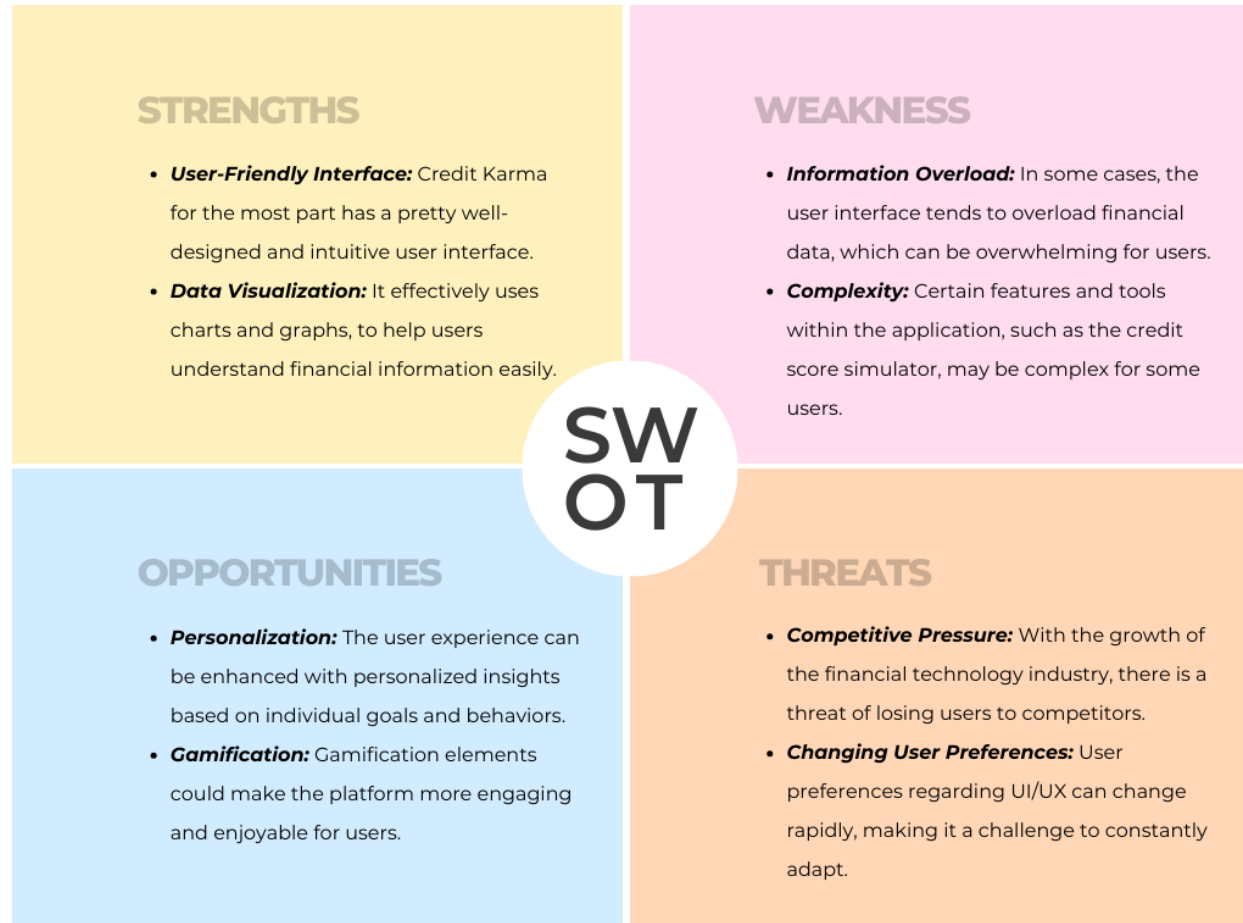 STRENGTHS
• User-Friendly Interface: Credit Karma
for the most part has a pretty well-
designed and intuitive user interface.
• Data Visualization: It effectively uses
charts and graphs, to help users
understand financial information easily.
WEAKNESS
• Information Overload: In some cases, the
user interface tends to overload financial
data, which can be overwhelming for users.
• Complexity: Certain features and tools
within the application, such as the credit
score simulator, may be complex for some
users.
SW
OT
OPPORTUNITIES
• Personalization: The user experience can
be enhanced with personalized insights
based on individual goals and behaviors.
• Gamification: Gamification elements
could make the platform more engaging
and enjoyable for users.
THREATS
• Competitive Pressure: With the growth of
the financial technology industry, there is a
threat of losing users to competitors.
• Changing User Preferences: User
preferences regarding UI/UX can change
rapidly, making it a challenge to constantly
adapt.